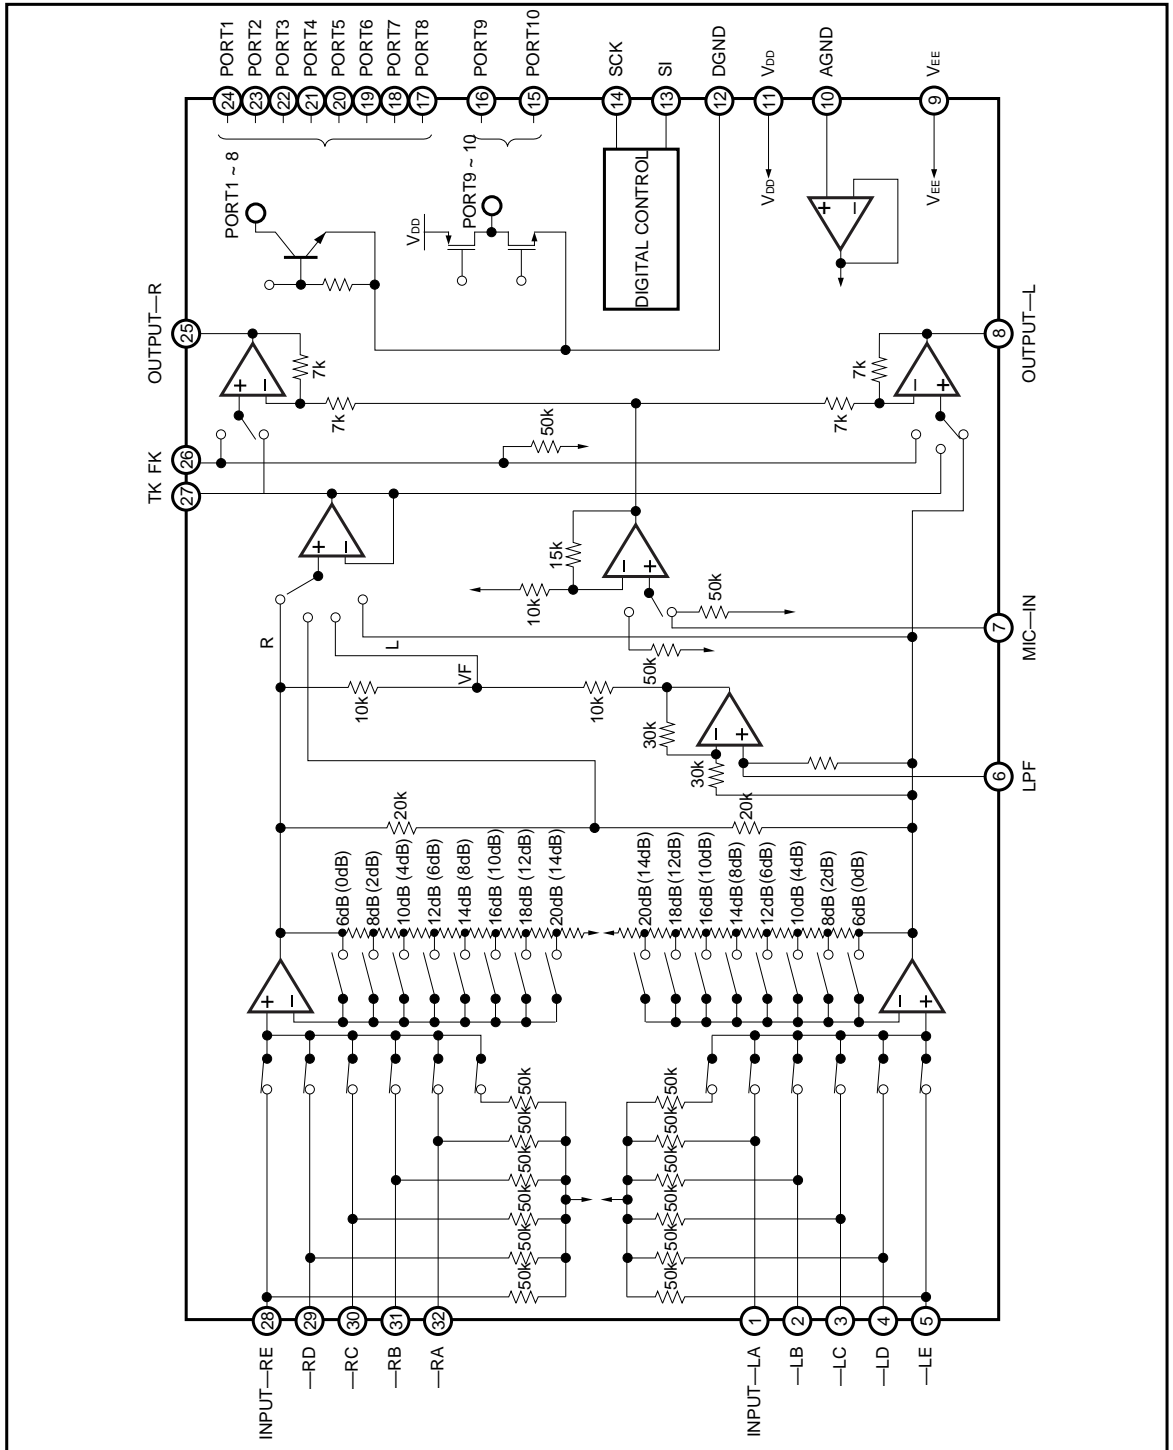 PORT1
PORT2
PORT3
PORT4
PORT5
PORT6
PORT7
PORT8
PORT9
PORT10
SCK
SI
DGND
VDD
AGND
VEE
24
23
22
21
20
19
18
17
16
15
14
13
12
11
10
9
PORT1 ~ 8
VDD
PORT9 ~ 10
DIGITAL CONTROL
VDD
VEE
+
−
OUTPUT—R
25
+
−
7k
7k
7k
7k
−
+
8
OUTPUT—L
FK
26
50k
TK
27
+
−
15k
10k
−
+
50k
50k
7
MIC—IN
R
L
VF
10k
10k
30k
30k
−
+
6
LPF
20k
20k
6dB (0dB)
8dB (2dB)
10dB (4dB)
12dB (6dB)
14dB (8dB)
16dB (10dB)
18dB (12dB)
20dB (14dB)
20dB (14dB)
18dB (12dB)
16dB (10dB)
14dB (8dB)
12dB (6dB)
10dB (4dB)
8dB (2dB)
6dB (0dB)
+
−
−
+
50k
50k
50k
50k
50k
50k
50k
50k
50k
50k
50k
50k
28
29
30
31
32
1
2
3
4
5
INPUT—RE
—RD
—RC
—RB
—RA
INPUT—LA
—LB
—LC
—LD
—LE